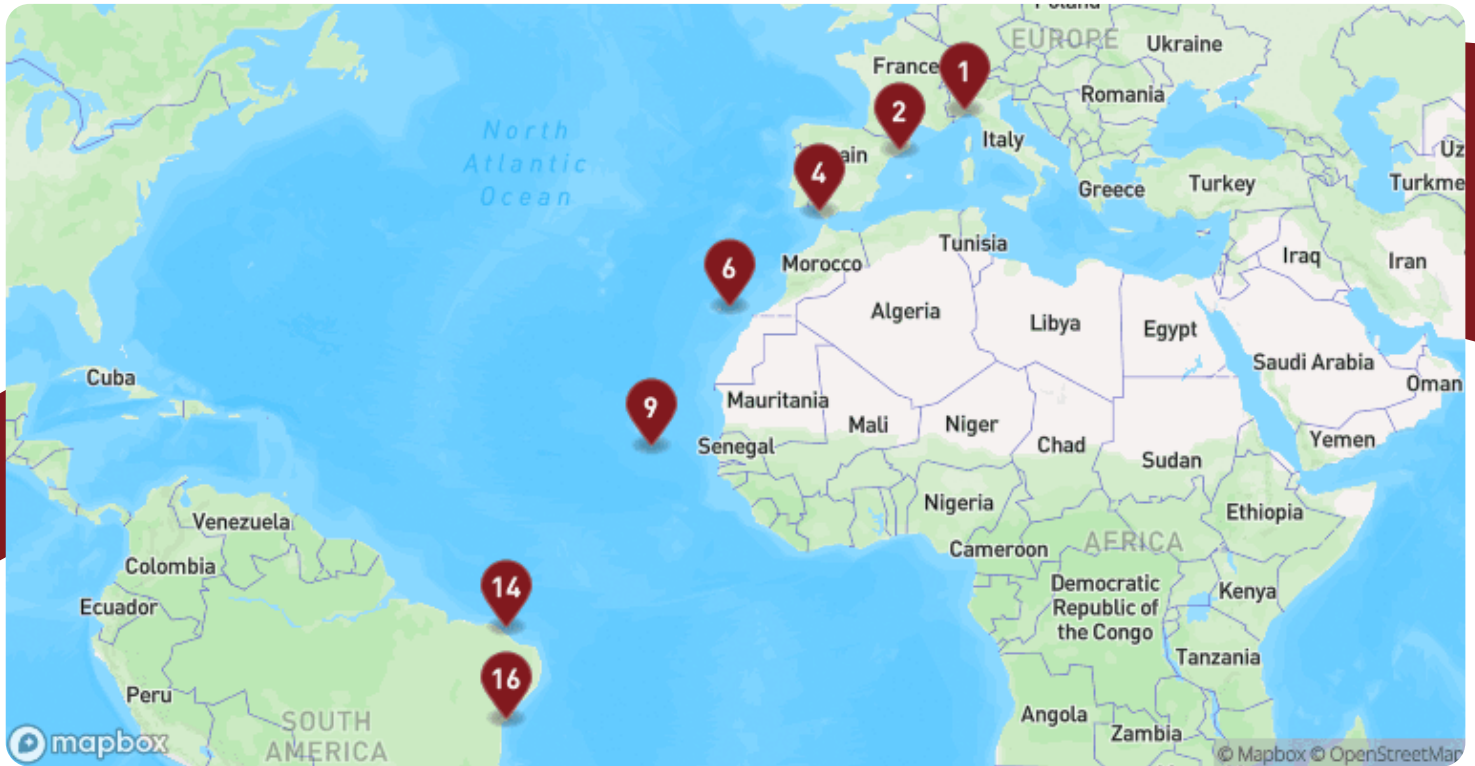 Poland
EUROPE
Ukraine
France
1
Romania
2
North
Atlantic
Ocean
Italy
ain
4
Uz
Turkme
Greece
Turkey
Tunisia
Morocco
6
Iraq
Iran
Algeria
Libya
Egypt
Saudi Arabia
Cuba
Oman
Mauritania
9
Mali
Niger
Chad
Senegal
Yemen
Sudan
Nigeria
Ethiopia
Venezuela
Cameroon
AFRICA
Colombia
14
Democratic
Republic of
the Congo
Kenya
Ecuador
Tanzania
16
Peru
Angola
SOUTH
AMERICA
Zambia
mapbox
© Mapbox © OpenStreetMap